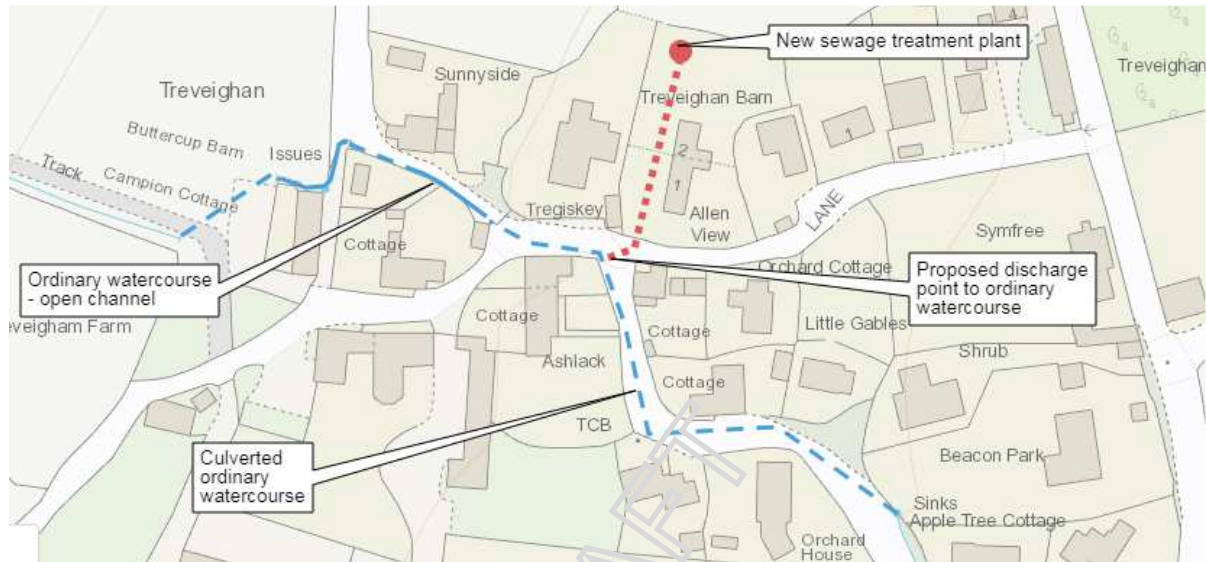 New sewage treatment plant
Sunnyside
Treveighan
Treveighan
Treveighan Barn
Buttercup Barn
Issues
Track
Campion Cottage
1
2
1
Tregiskey
Allen
View
LANE
Symfree
Cottage
Ordinary watercourse
- open channel
Orchard Cottage
Proposed discharge
point to ordinary
watercourse
eveigham Farm
Cottage
Cottage
Little Gables
Ashlack
Shrub
Cottage
TCB
Culverted
ordinary
watercourse
Beacon Park
Sinks
Apple Tree Cottage
Orchard
House